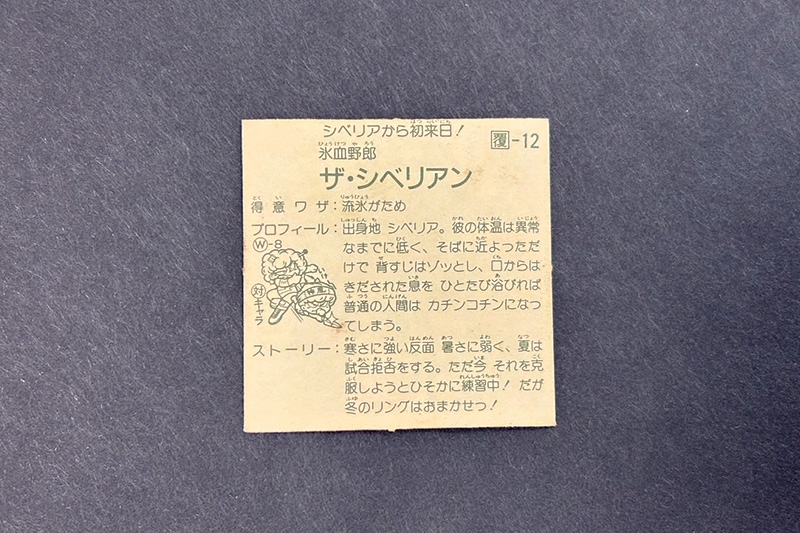 シベリアから初来日!
覆-12
氷血野郎
ザ・シベリアン
得意ワザ:流氷がため
プロフィール:出身地 シベリア。彼の体温は異常
なまでに低く、そばに近よっただ
けで 背すじはゾッとし、口からは
きだされた息を ひとたび浴びれば
普通の人間は カチンコチンになっ
てしまう。
W-8
対キャラ
ストーリー:寒さに強い反面 暑さに弱く、夏は
試合拒否をする。ただ今 それを克
服しようとひそかに練習中! だが
冬のリングはおまかせっ!